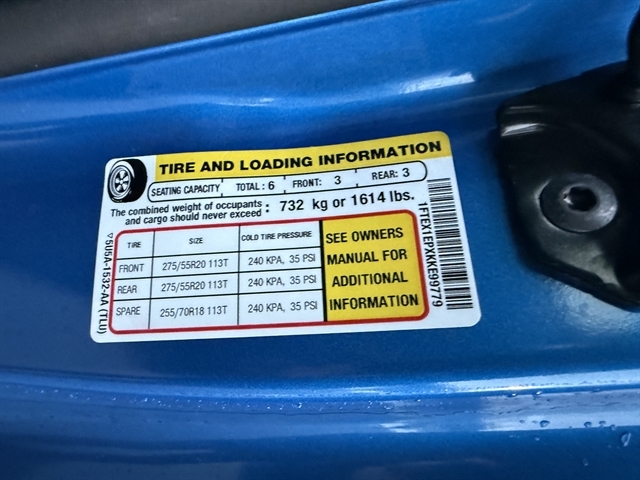 TIRE AND LOADING INFORMATION
SEATING CAPACITY TOTAL: 6 FRONT: 3 REAR: 3
The combined weight of occupants and cargo should never exceed : 732 kg or 1614 lbs.
TIRE SIZE COLD TIRE PRESSURE
FRONT 275/55R20 113T 240 KPA, 35 PSI
REAR 275/55R20 113T 240 KPA, 35 PSI
SPARE 255/70R18 113T 240 KPA, 35 PSI
SEE OWNERS
MANUAL FOR
ADDITIONAL
INFORMATION
▽5U5A-1532-AA (TLU)